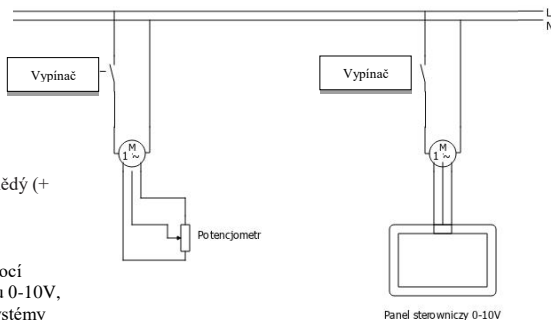 L
N
Vypínač
Vypínač
M
1 ~
M
1 ~
ědý (+
Potencjometr
ocí
u 0-10V,
ystémy
Panel sterowniczy 0-10V